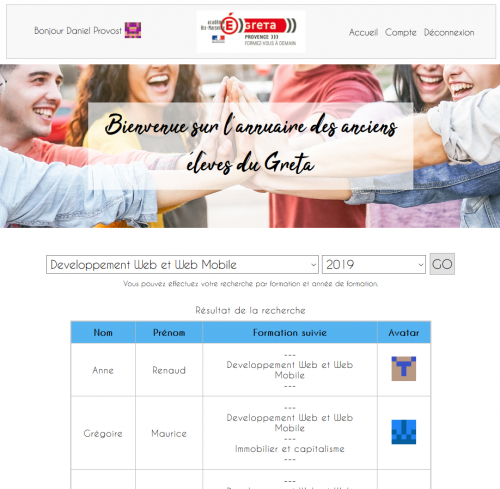 Bonjour Daniel Provost
académie
Aix-Marseille
Greta
PROVENCE )))
FORMEZ-VOUS À DEMAIN
Accueil Compte Déconnexion
Bienvenue sur l'annuaire des anciens
élèves du Greta
Developpement Web et Web Mobile 2019 GO
Vous pouvez effectuez votre recherche par formation et année de formation.
Résultat de la recherche
Nom Prénom Formation suivie Avatar
---
Developpement Web et Web
Anne Renaud
Mobile
---
---
Developpement Web et Web
Mobile
Grégoire Maurice
---
Immobilier et capitalisme
---
---